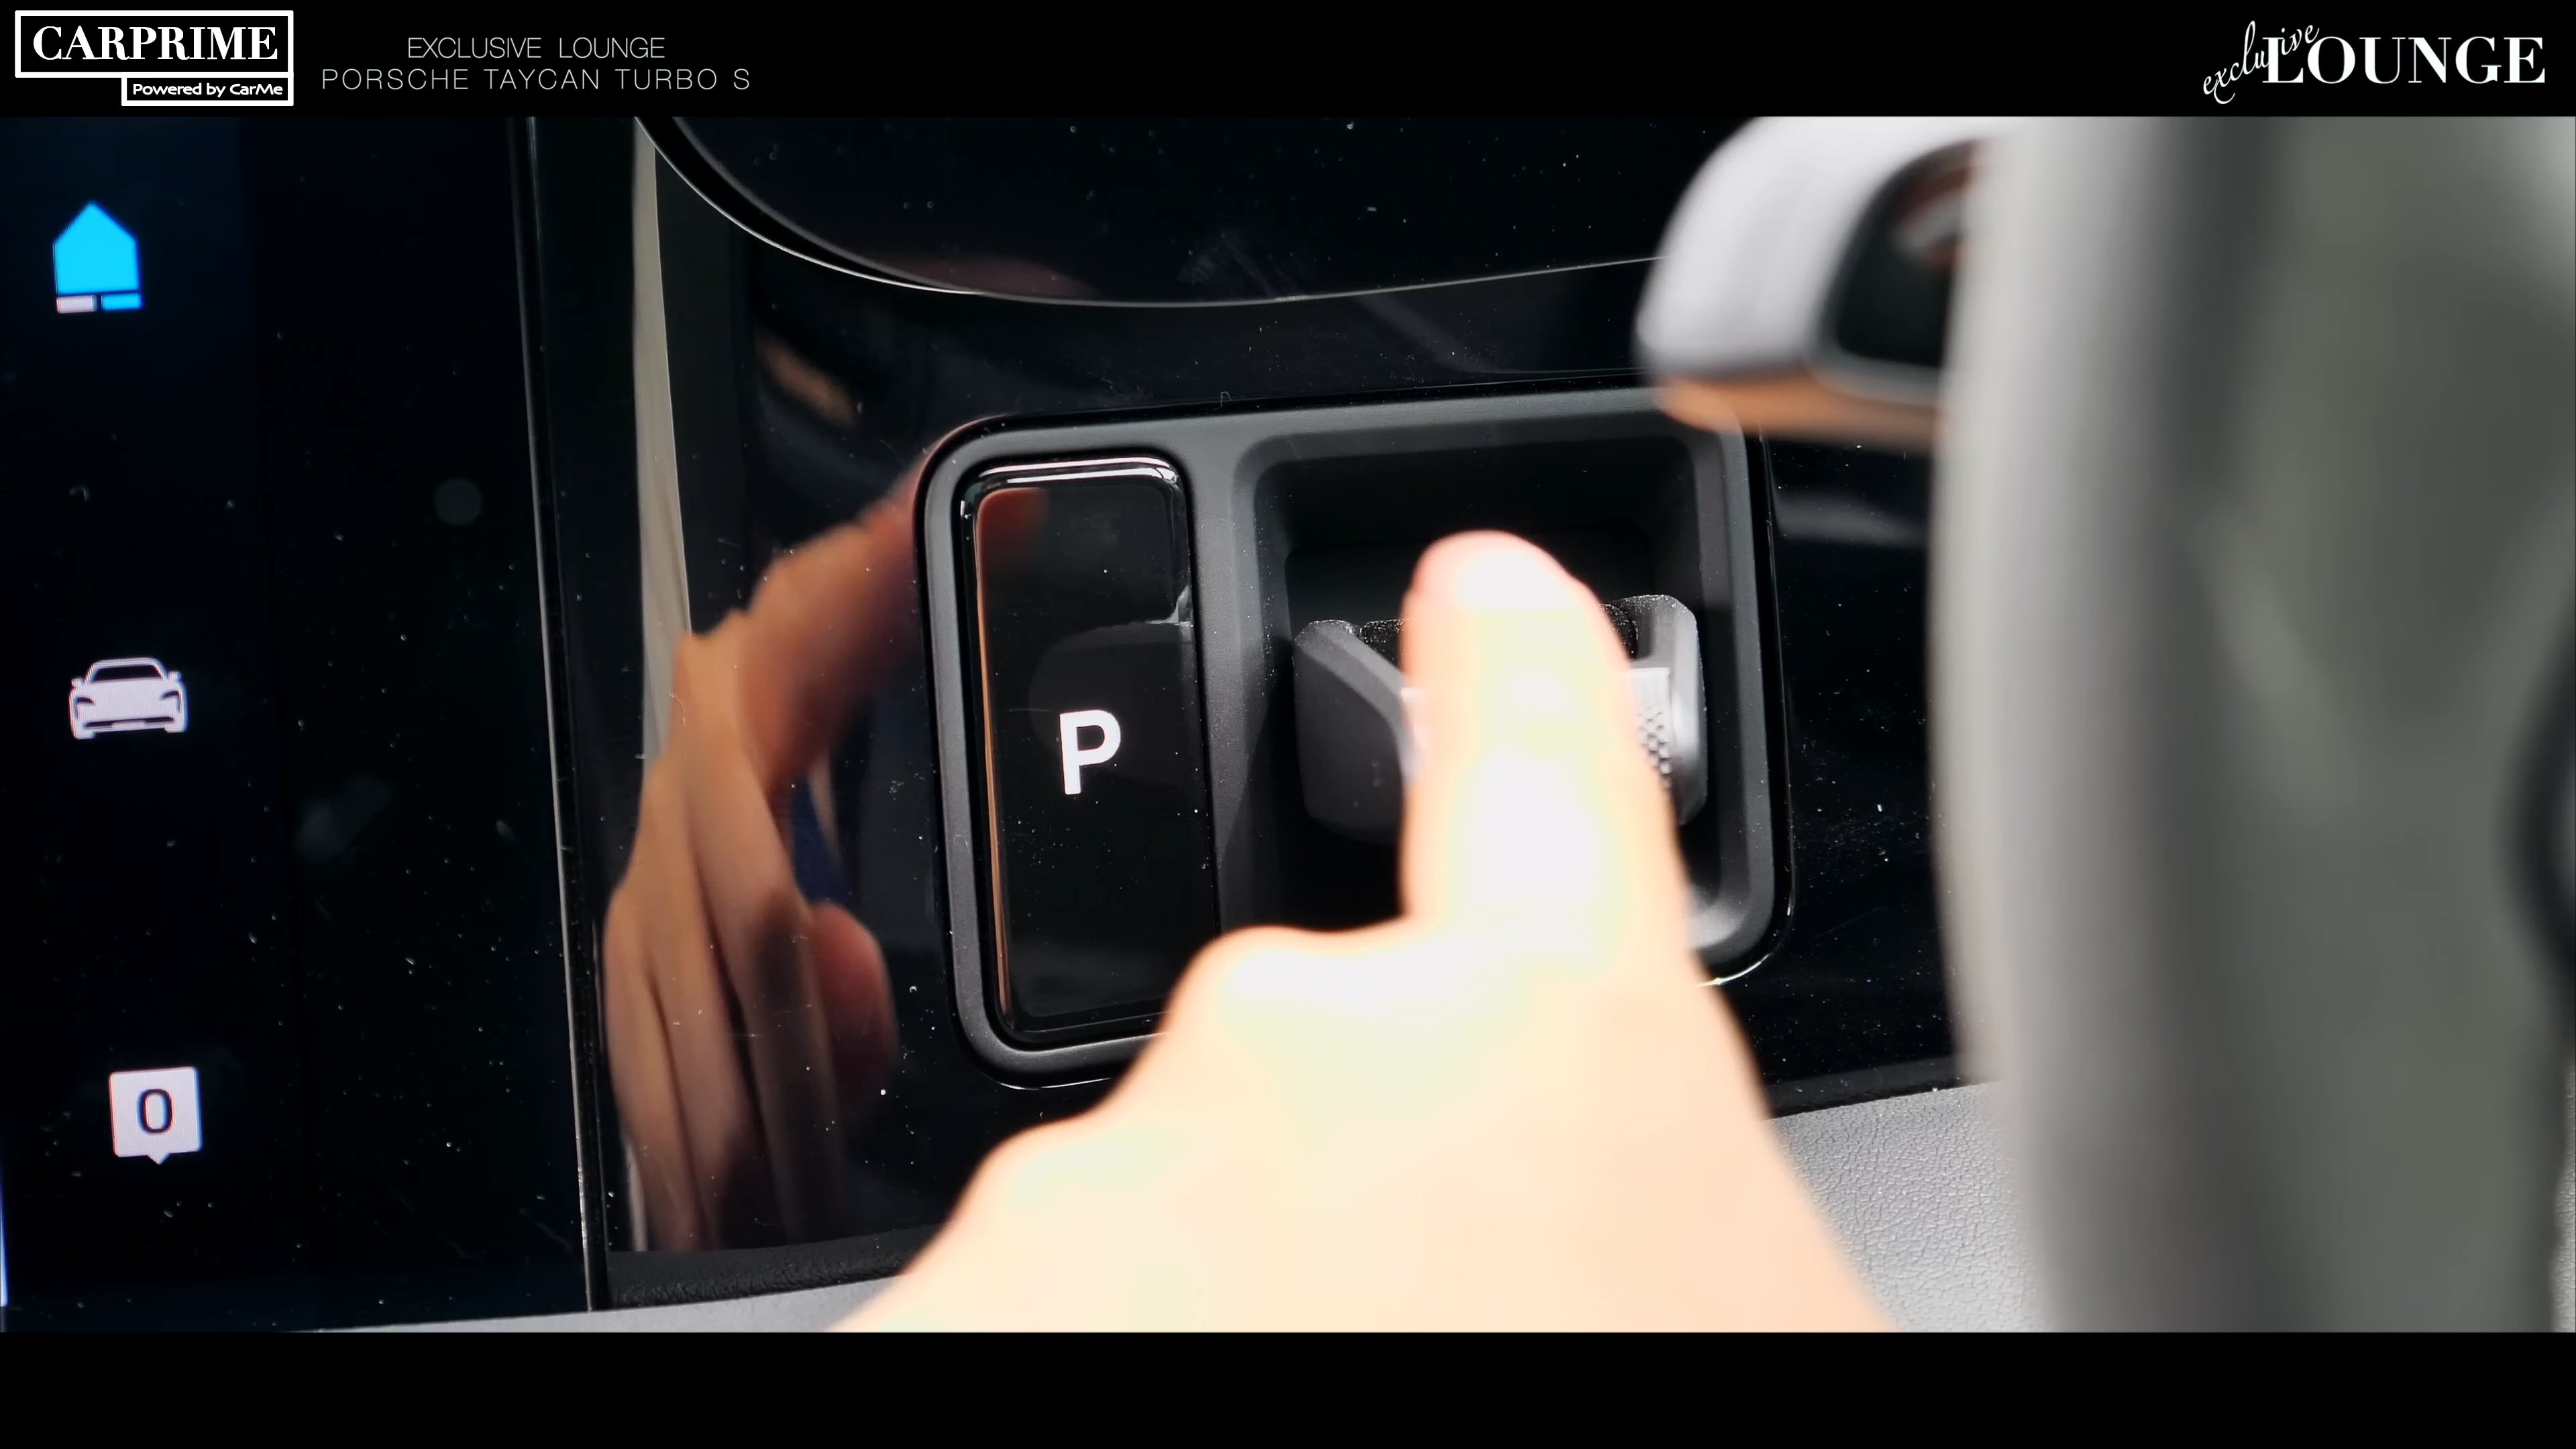 CARPRIME
Powered by CarMe
EXCLUSIVE LOUNGE
PORSCHE TAYCAN TURBO S
exclusive LOUNGE
P
0